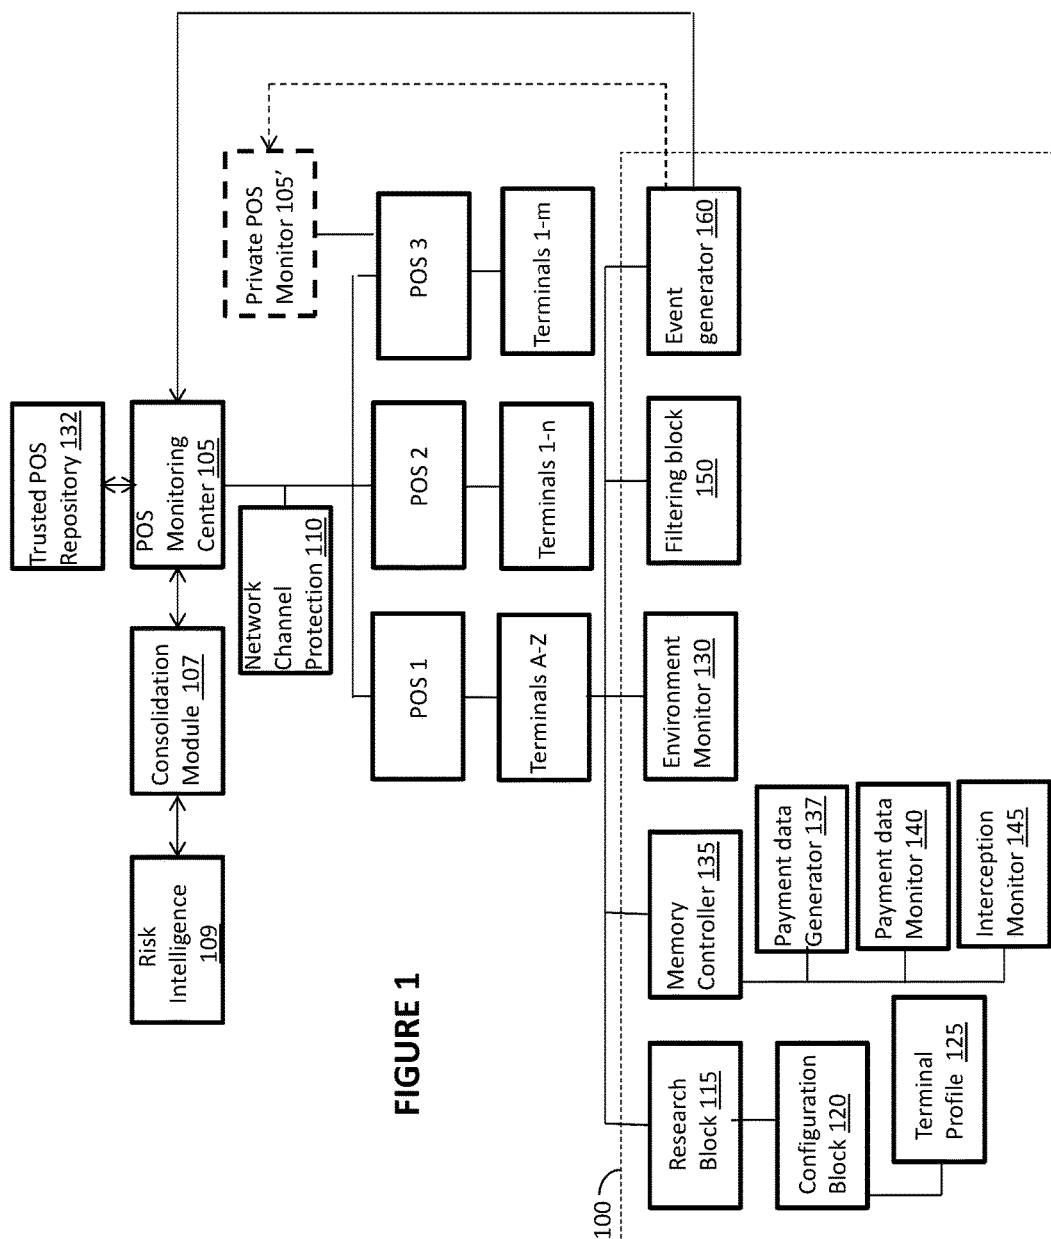 Trusted POS
Repository 132
Risk
Intelligence
109
Consolidation
Module 107
POS
Monitoring
Center 105
Network
Channel
Protection 110
Private POS
Monitor 105’
POS 1
POS 2
POS 3
Terminals A-Z
Terminals 1-n
Terminals 1-m
100
Research
Block 115
Memory
Controller 135
Environment
Monitor 130
Filtering block
150
Event
generator 160
Configuration
Block 120
Terminal
Profile 125
Payment data
Generator 137
Payment data
Monitor 140
Interception
Monitor 145
FIGURE 1